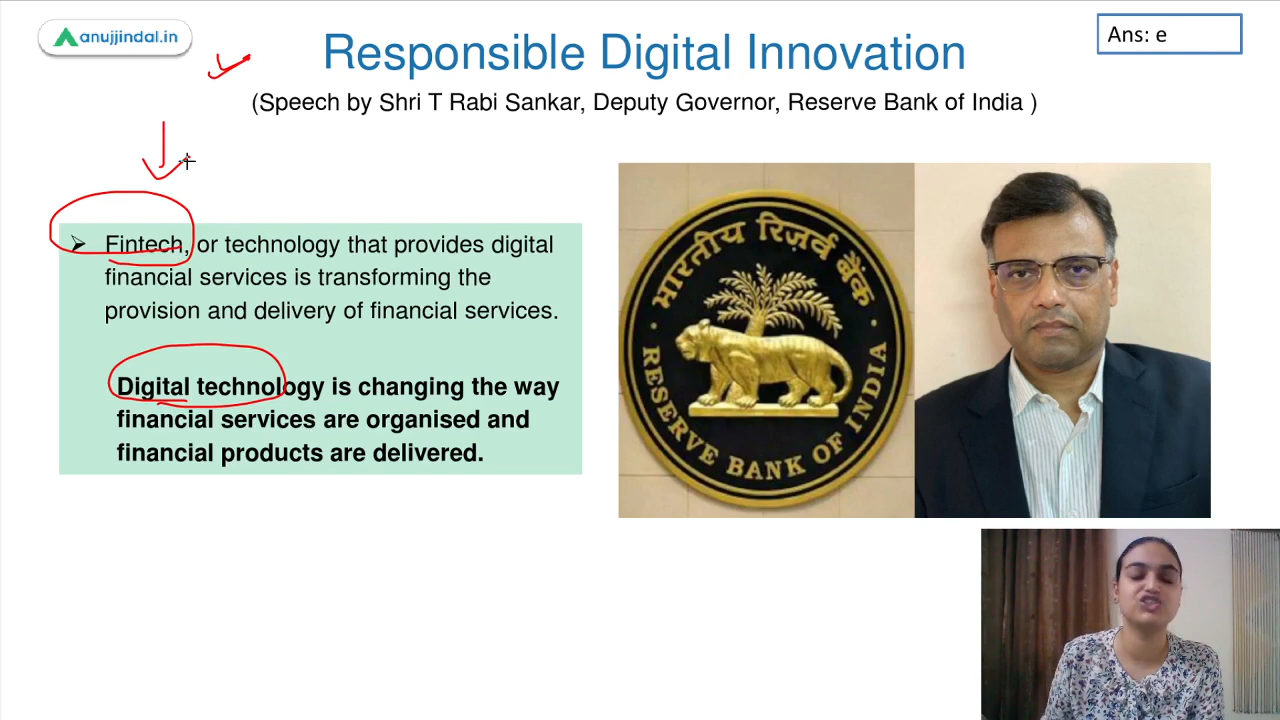 anujjindal.in
Responsible Digital Innovation
Ans: e
(Speech by Shri T Rabi Sankar, Deputy Governor, Reserve Bank of India )
➢ Fintech, or technology that provides digital
financial services is transforming the
provision and delivery of financial services.
Digital technology is changing the way
financial services are organised and
financial products are delivered.
भारतीय रिज़र्व बैंक
RESERVE BANK OF INDIA